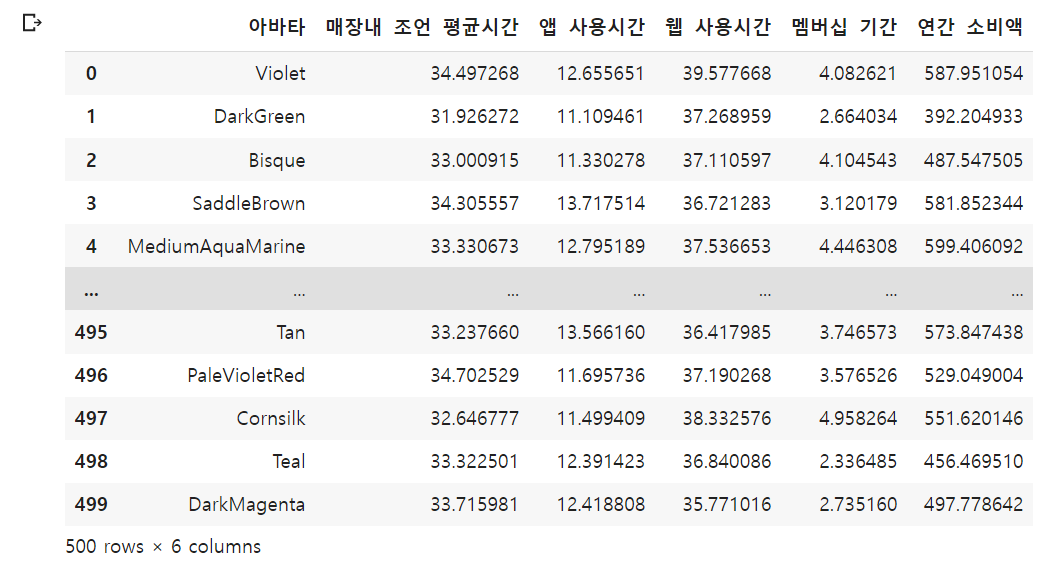 아바타 매장내 조언 평균시간 앱 사용시간 웹 사용시간 멤버십 기간 연간 소비액
0 Violet 34.497268 12.655651 39.577668 4.082621 587.951054
1 DarkGreen 31.926272 11.109461 37.268959 2.664034 392.204933
2 Bisque 33.000915 11.330278 37.110597 4.104543 487.547505
3 SaddleBrown 34.305557 13.717514 36.721283 3.120179 581.852344
4 MediumAquaMarine 33.330673 12.795189 37.536653 4.446308 599.406092
... ... ... ... ... ... ...
495 Tan 33.237660 13.566160 36.417985 3.746573 573.847438
496 PaleVioletRed 34.702529 11.695736 37.190268 3.576526 529.049004
497 Cornsilk 32.646777 11.499409 38.332576 4.958264 551.620146
498 Teal 33.322501 12.391423 36.840086 2.336485 456.469510
499 DarkMagenta 33.715981 12.418808 35.771016 2.735160 497.778642
500 rows × 6 columns